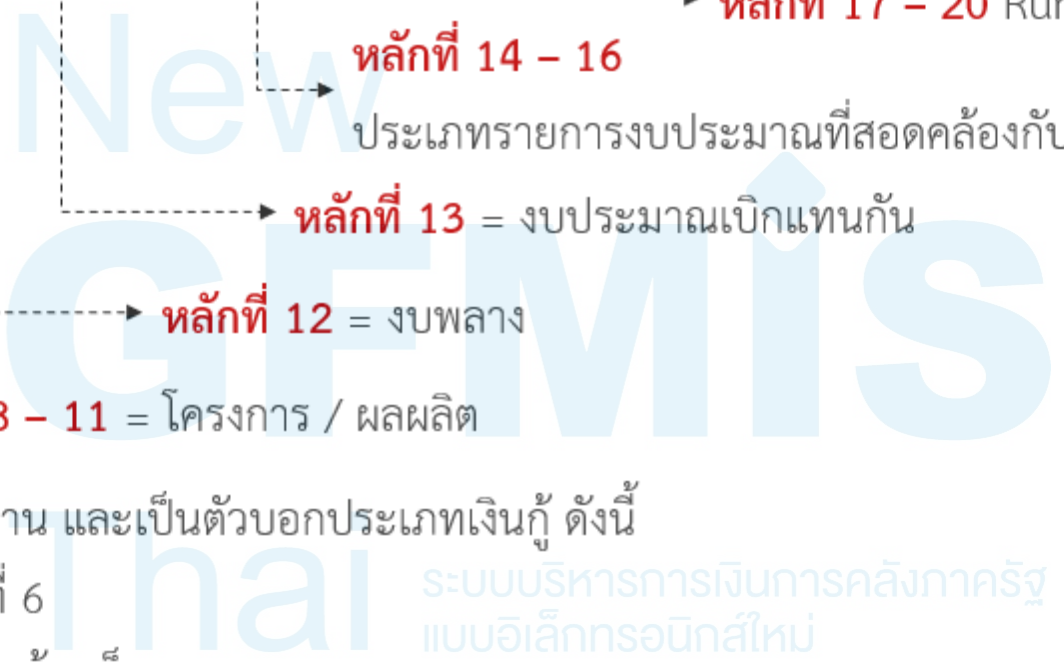 หลักที่ 17 – 20 Run
หลักที่ 14 – 16
ประเภทรายการงบประมาณที่สอดคล้องกับ
หลักที่ 13 = งบประมาณเบิกแทนกัน
หลักที่ 12 = งบพลาง
8 – 11 = โครงการ / ผลผลิต
าน และเป็นตัวบอกประเภทเงินกู้ ดังนี้
ที่ 6
New
GFMIS
Thai
ระบบบริหารการเงินการคลังภาครัฐ
แบบอิเล็กทรอนิกส์ใหม่